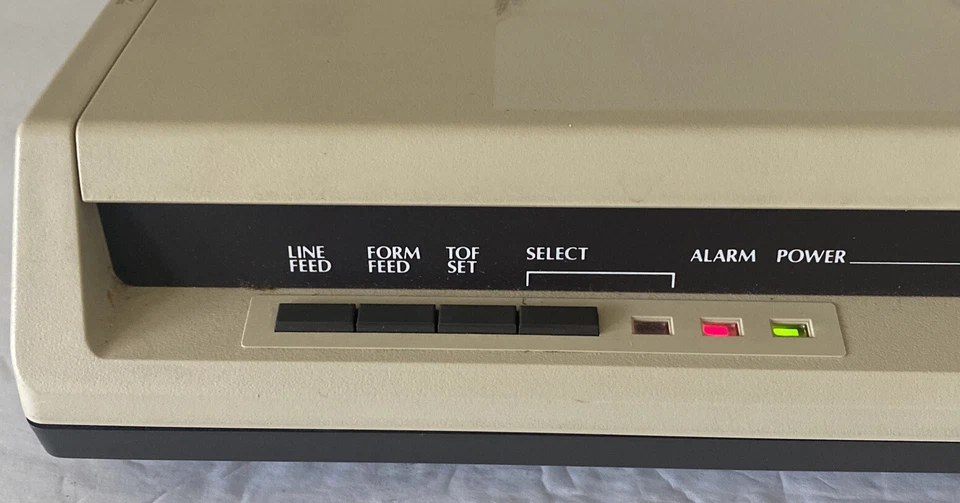 LINE
FEED
FORM
FEED
TOF
SET
SELECT
ALARM
POWER